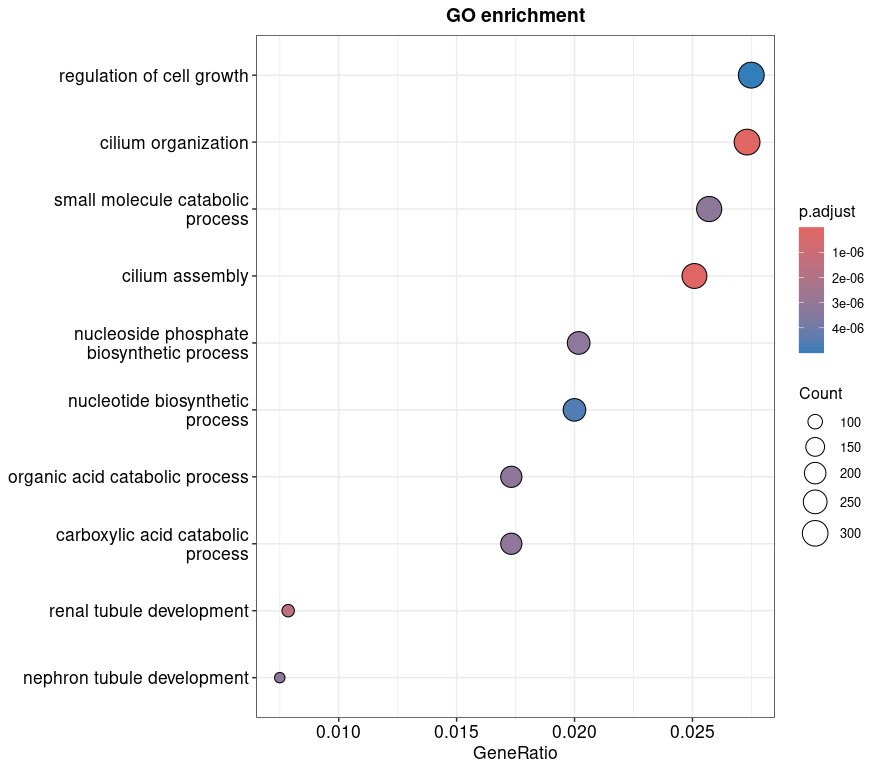 GO enrichment
regulation of cell growth
cilium organization
small molecule catabolic
process
cilium assembly
nucleoside phosphate
biosynthetic process
nucleotide biosynthetic
process
organic acid catabolic process
carboxylic acid catabolic
process
renal tubule development
nephron tubule development
0.010 0.015 0.020 0.025
GeneRatio
p.adjust
1e-06
2e-06
3e-06
4e-06
Count
100
150
200
250
300